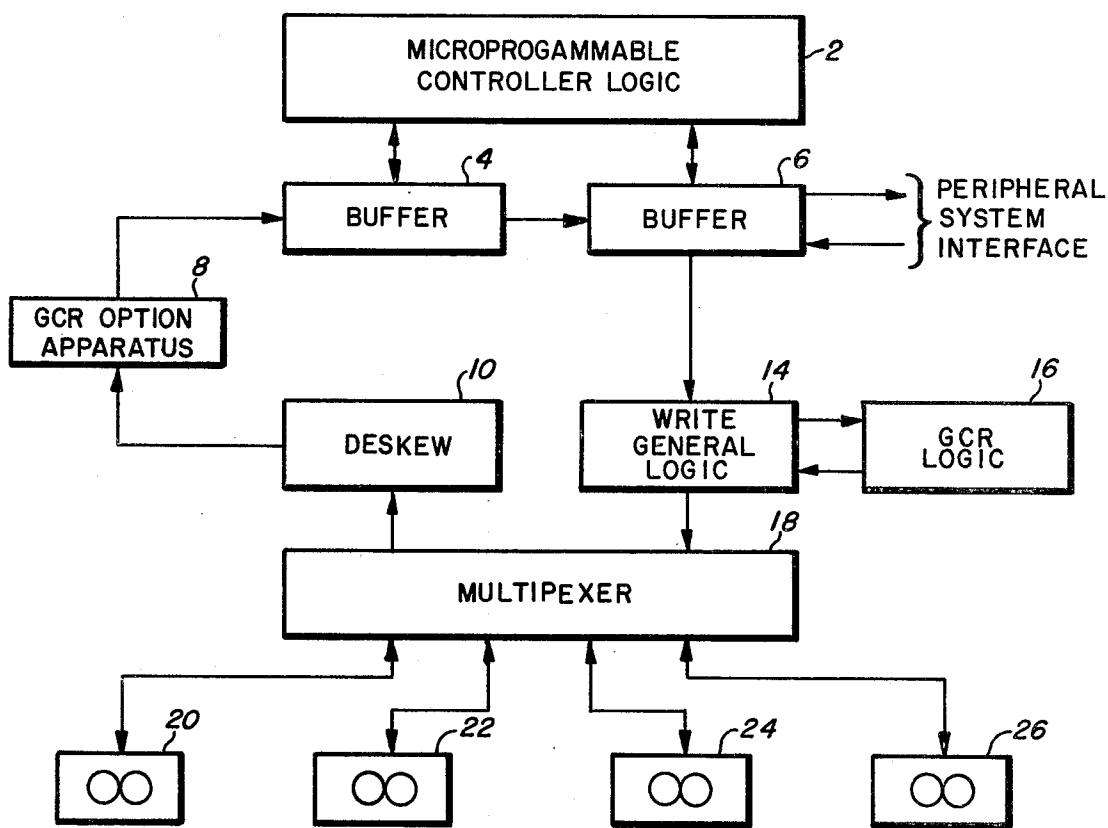 MICROPROGAMMABLE
CONTROLLER LOGIC
2
4
BUFFER
6
BUFFER
PERIPHERAL
SYSTEM
INTERFACE
8
GCR OPTION
APPARATUS
10
DESKEW
14
WRITE
GENERAL
LOGIC
16
GCR
LOGIC
18
MULTIPEXER
20
22
24
26